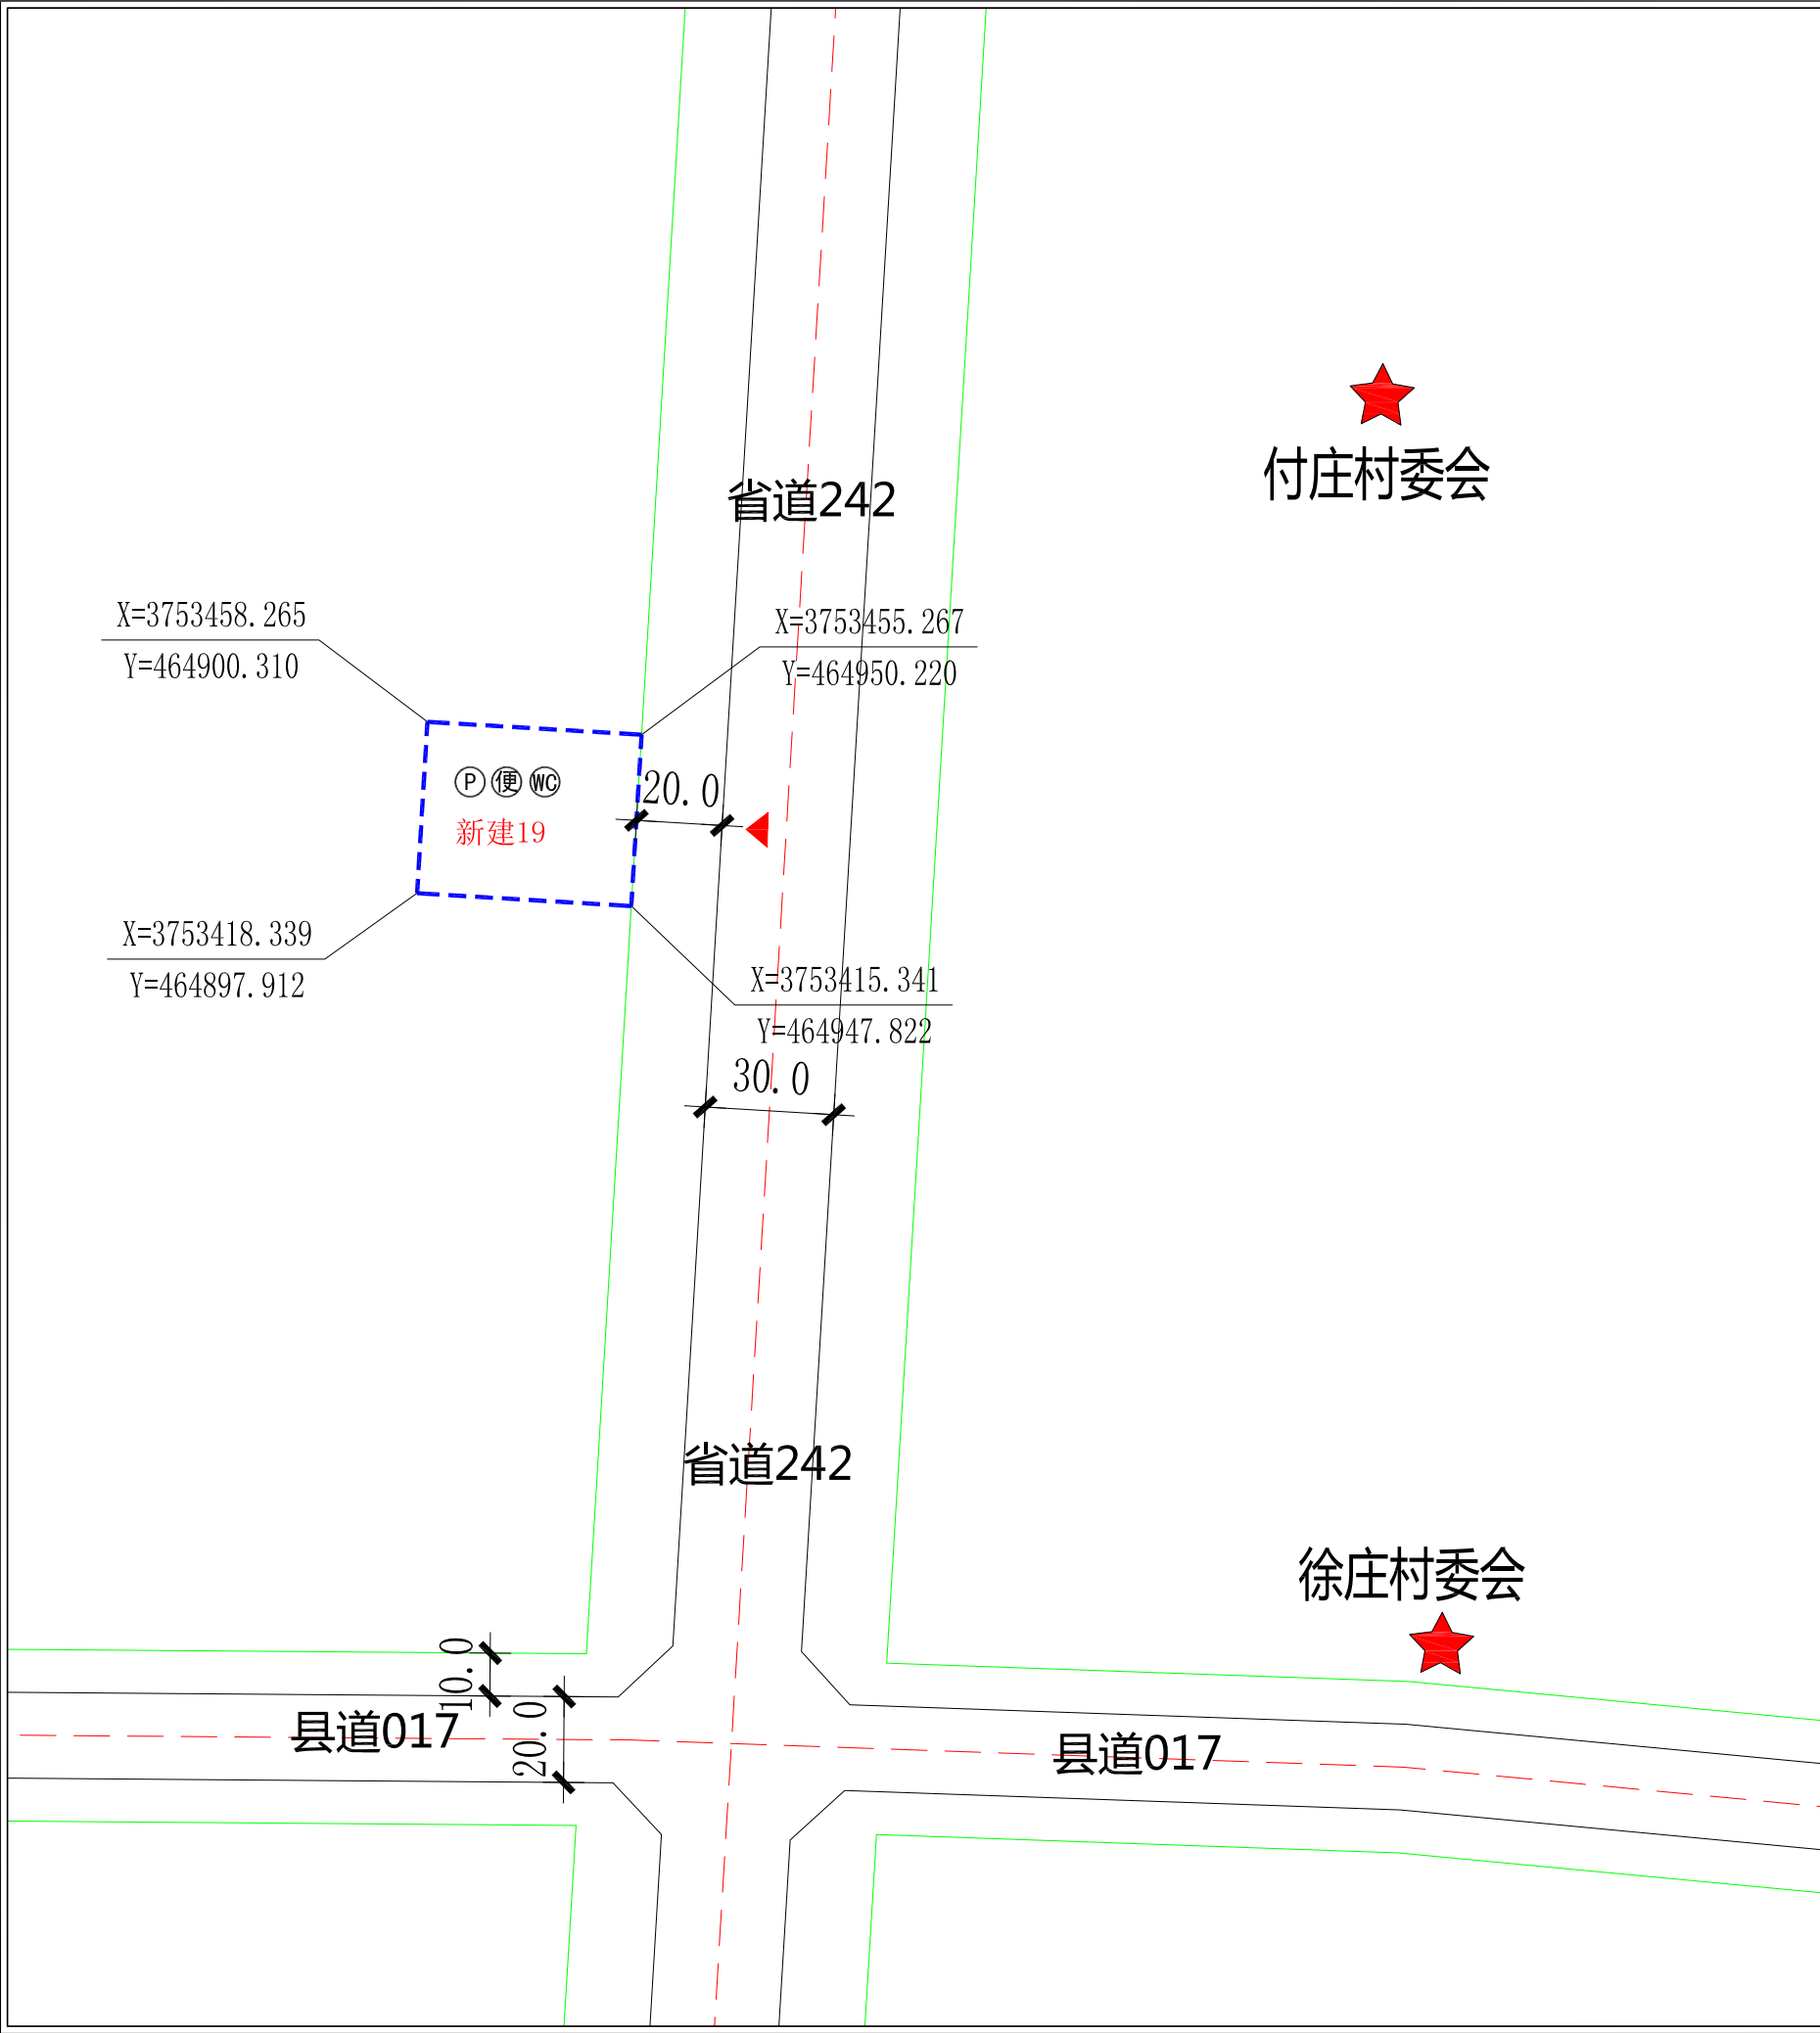 付庄村委会
省道242
X=3753458.265
Y=464900.310
X=3753455.267
Y=464950.220
P 便 WC
新建19
20.0
X=3753418.339
Y=464897.912
X=3753415.341
Y=464947.822
30.0
省道242
徐庄村委会
10.0
20.0
县道017
县道017